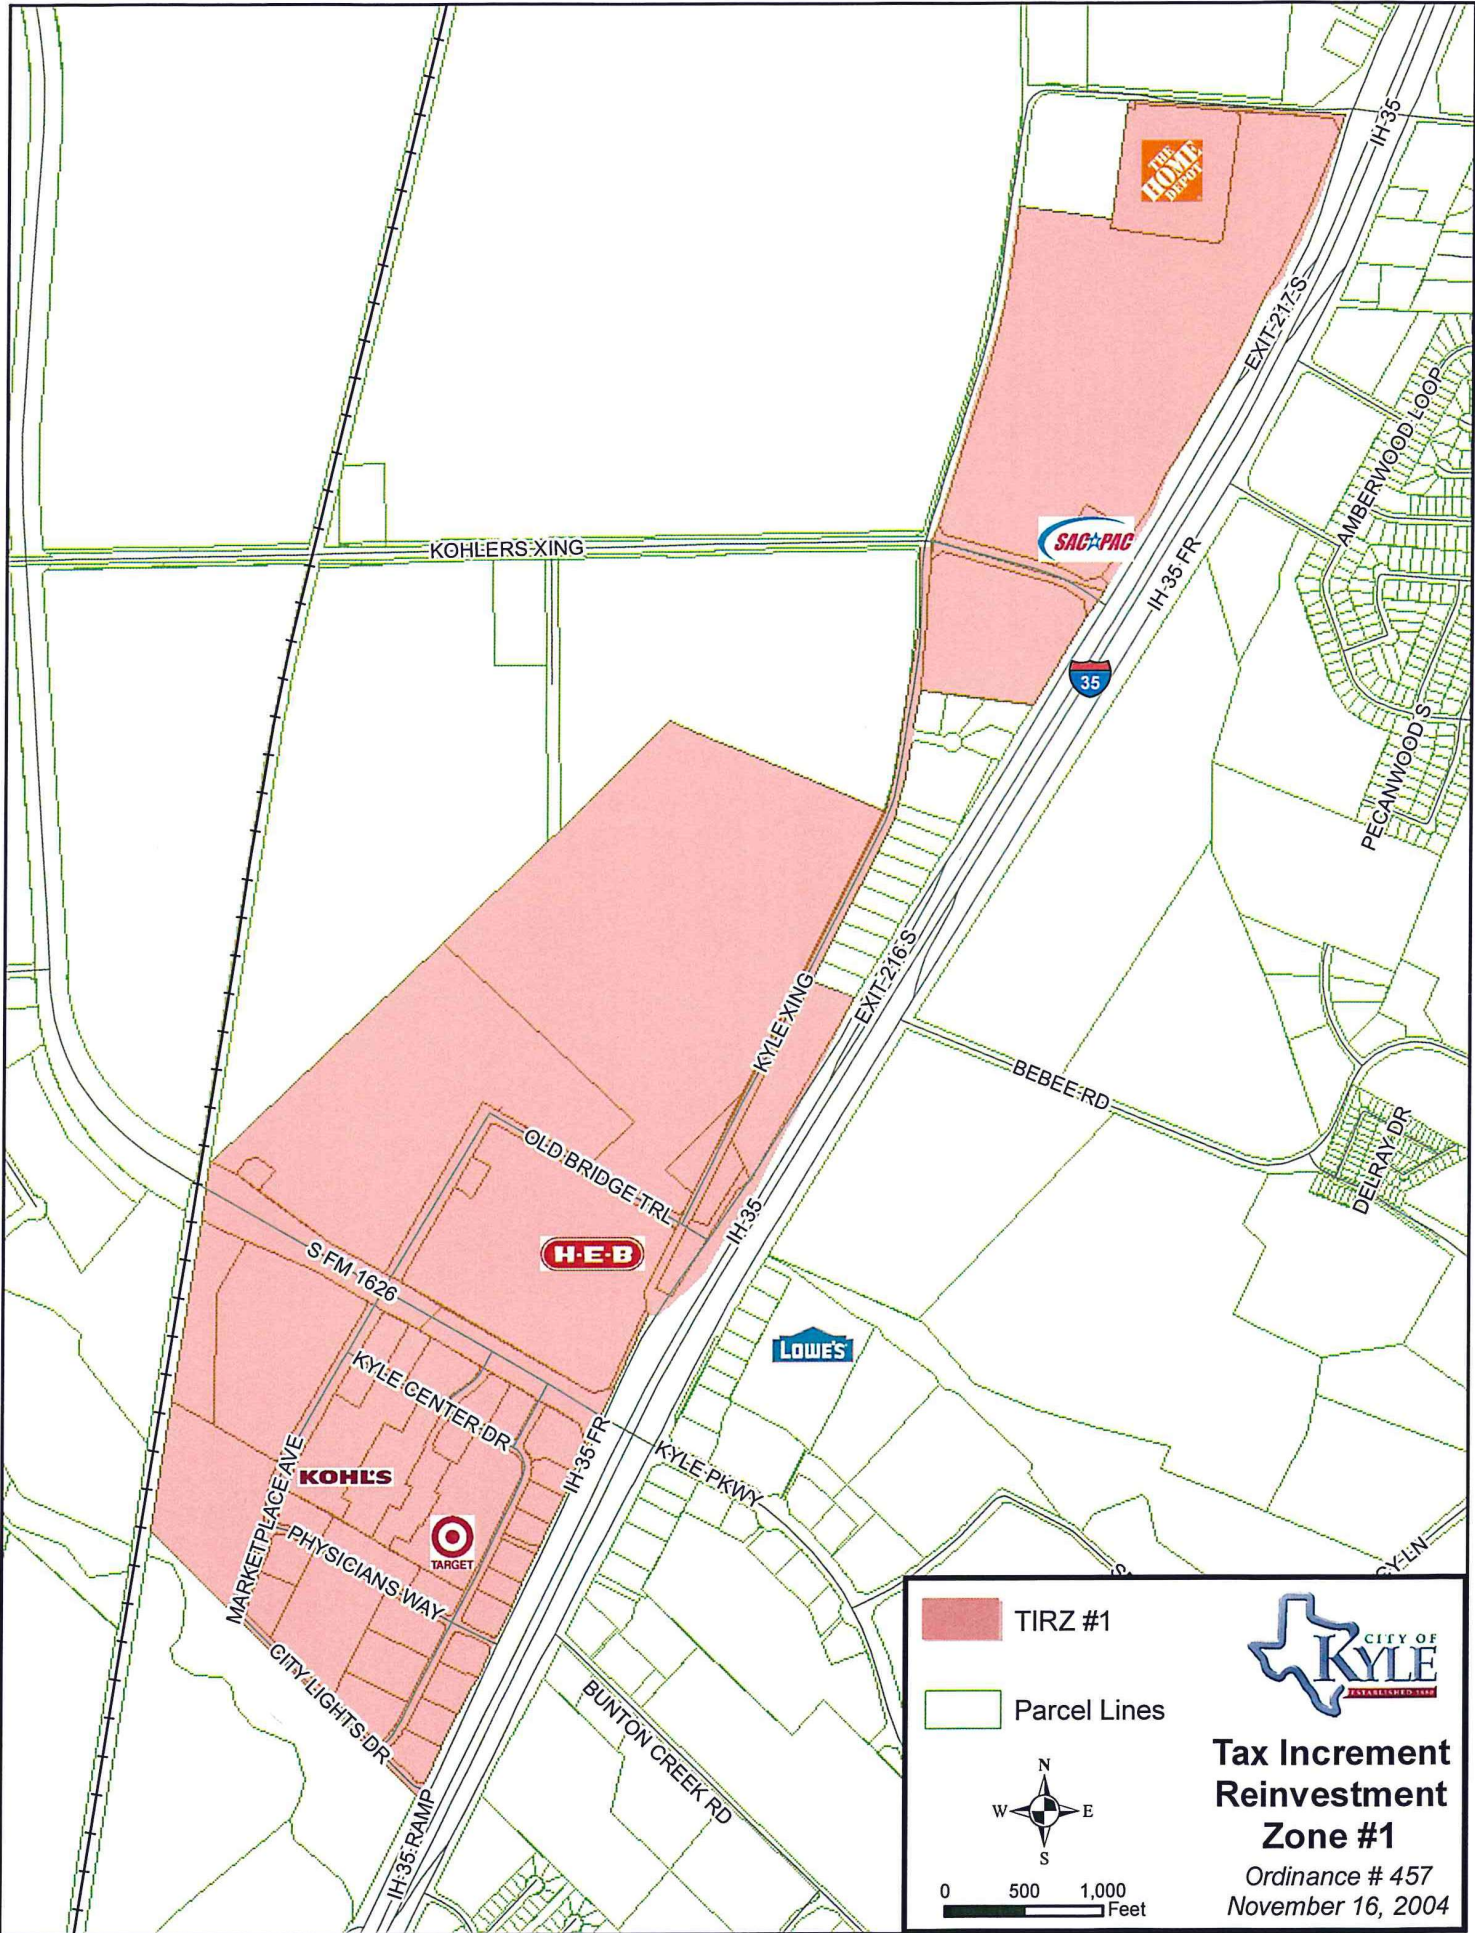 IH-35
THE
HOME
DEPOT
EXIT 217 S
AMBERWOOD LOOP
KOHLERS XING
SAC PAC
IH-35 FR
35
PECANWOOD S
KYLE XING
EXIT 216 S
BEBEE RD
DELRAY DR
OLD BRIDGE TRL
H·E·B
IH-35
S FM 1626
LOWE'S
KYLE CENTER DR
IH-35 FR
KYLE PKWY
MARKETPLACE AVE
KOHL'S
TARGET
PHYSICIANS WAY
CITY LIGHTS DR
BUNTON CREEK RD
IH-35 RAMP
CY LN
TIRZ #1
Parcel Lines
CITY OF
KYLE
N
W E
S
0 500 1,000
Feet
Tax Increment
Reinvestment
Zone #1
Ordinance # 457
November 16, 2004